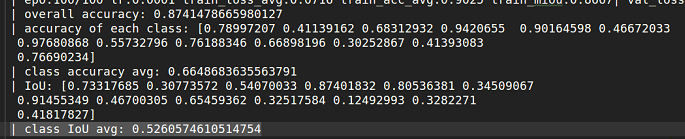 | epo:100/100 lr:0.0001 train_loss_avg:0.0716 train_acc_avg:0.9025 train_miou:0.8067| val_loss
| overall accuracy: 0.8741478665980127
| accuracy of each class: [0.78997207 0.41139162 0.68312932 0.9420655  0.90164598 0.46672033
 0.97680868 0.55732796 0.76188346 0.66898196 0.30252867 0.41393083
 0.76690234]
| class accuracy avg: 0.6648683635563791
| IoU: [0.73317685 0.30773572 0.54070033 0.87401832 0.80536381 0.34509067
 0.91455349 0.46700305 0.65459362 0.32517584 0.12492993 0.3282271
 0.41817827]
| class IoU avg: 0.5260574610514754